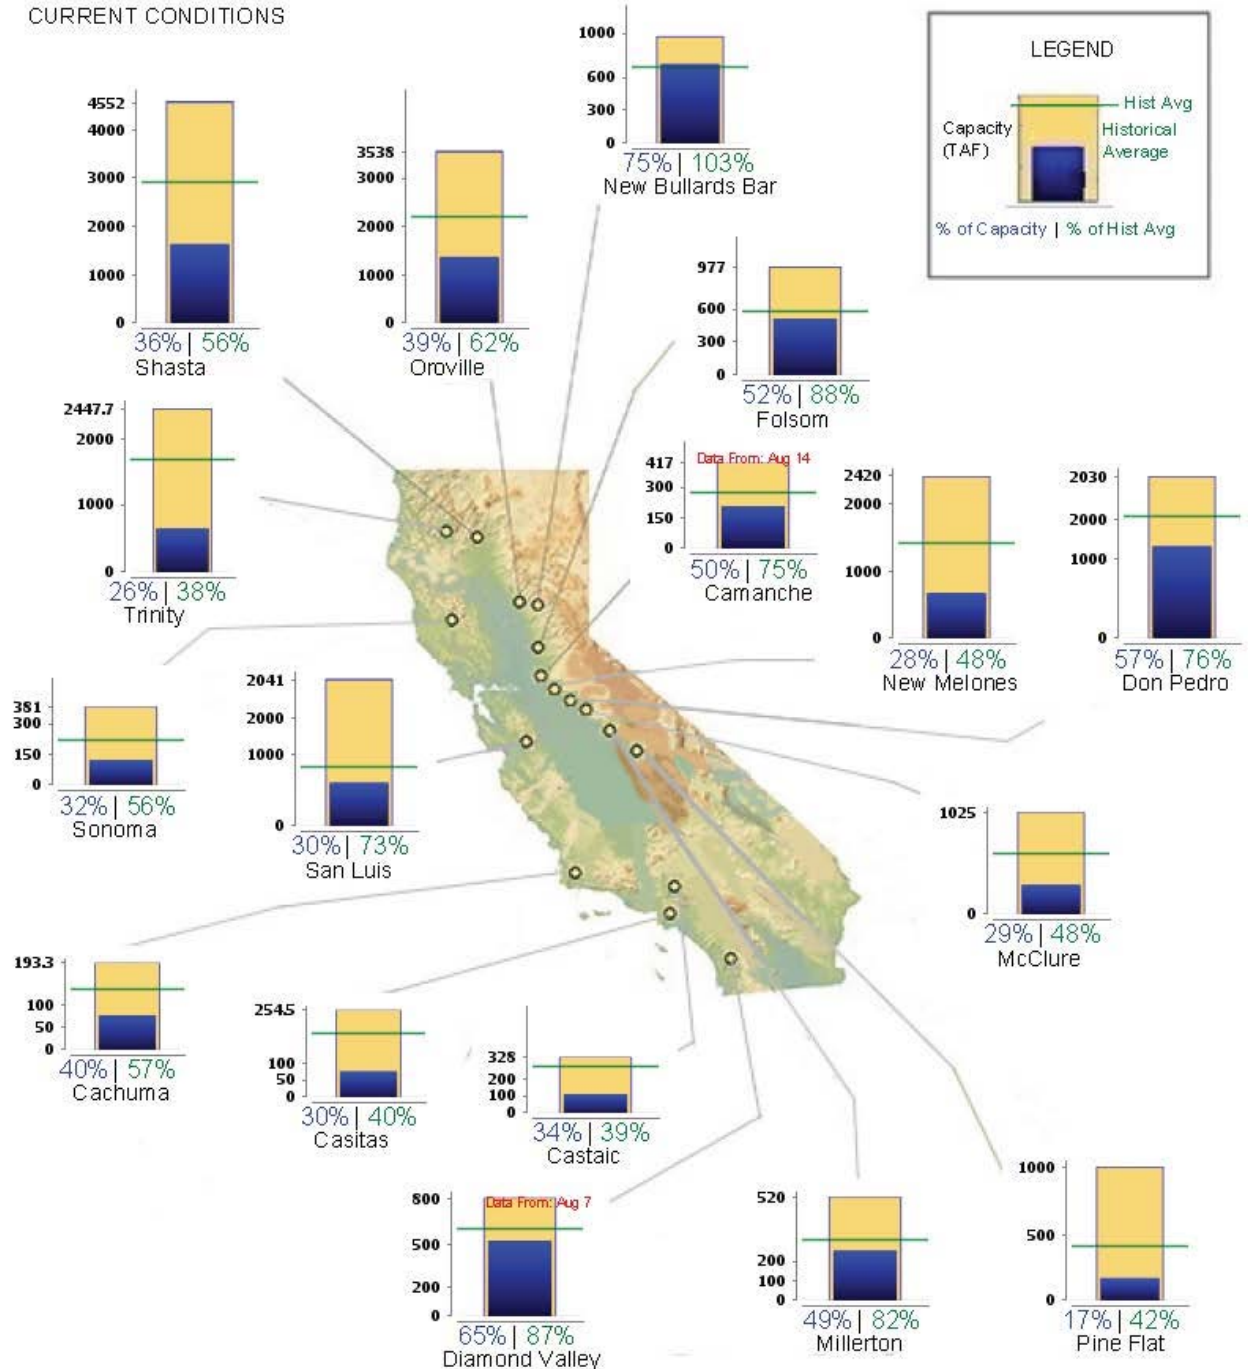 CURRENT CONDITIONS
LEGEND
Hist Avg
Capacity
(TAF)
Historical
Average
% of Capacity | % of Hist Avg
1000
600
300
0
75% | 103%
New Bullards Bar
4552
4000
3000
2000
1000
0
36% | 56%
Shasta
3538
3000
2000
1000
0
39% | 62%
Oroville
977
600
300
0
52% | 88%
Folsom
2447.7
2000
1000
0
26% | 38%
Trinity
Data From: Aug 14
417
300
150
0
50% | 75%
Camanche
2420
2000
1000
0
28% | 48%
New Melones
2030
2000
1000
0
57% | 76%
Don Pedro
381
300
150
0
32% | 56%
Sonoma
2041
2000
1000
0
30% | 73%
San Luis
1025
0
29% | 48%
McClure
193.3
100
50
0
40% | 57%
Cachuma
254.5
100
50
0
30% | 40%
Casitas
328
200
100
0
34% | 39%
Castaic
Data From: Aug 7
800
500
200
0
65% | 87%
Diamond Valley
520
200
100
0
49% | 82%
Millerton
1000
500
0
17% | 42%
Pine Flat